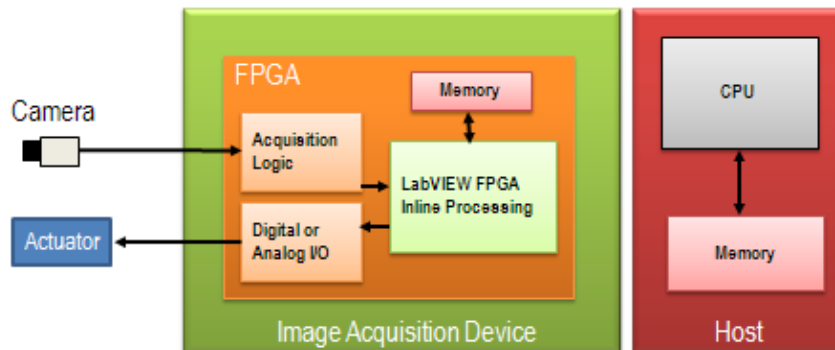 FPGA
Memory
CPU
Camera
Acquisition
Logic
LabVIEW FPGA
Inline Processing
Digital or
Analog I/O
Actuator
Memory
Image Acquisition Device
Host